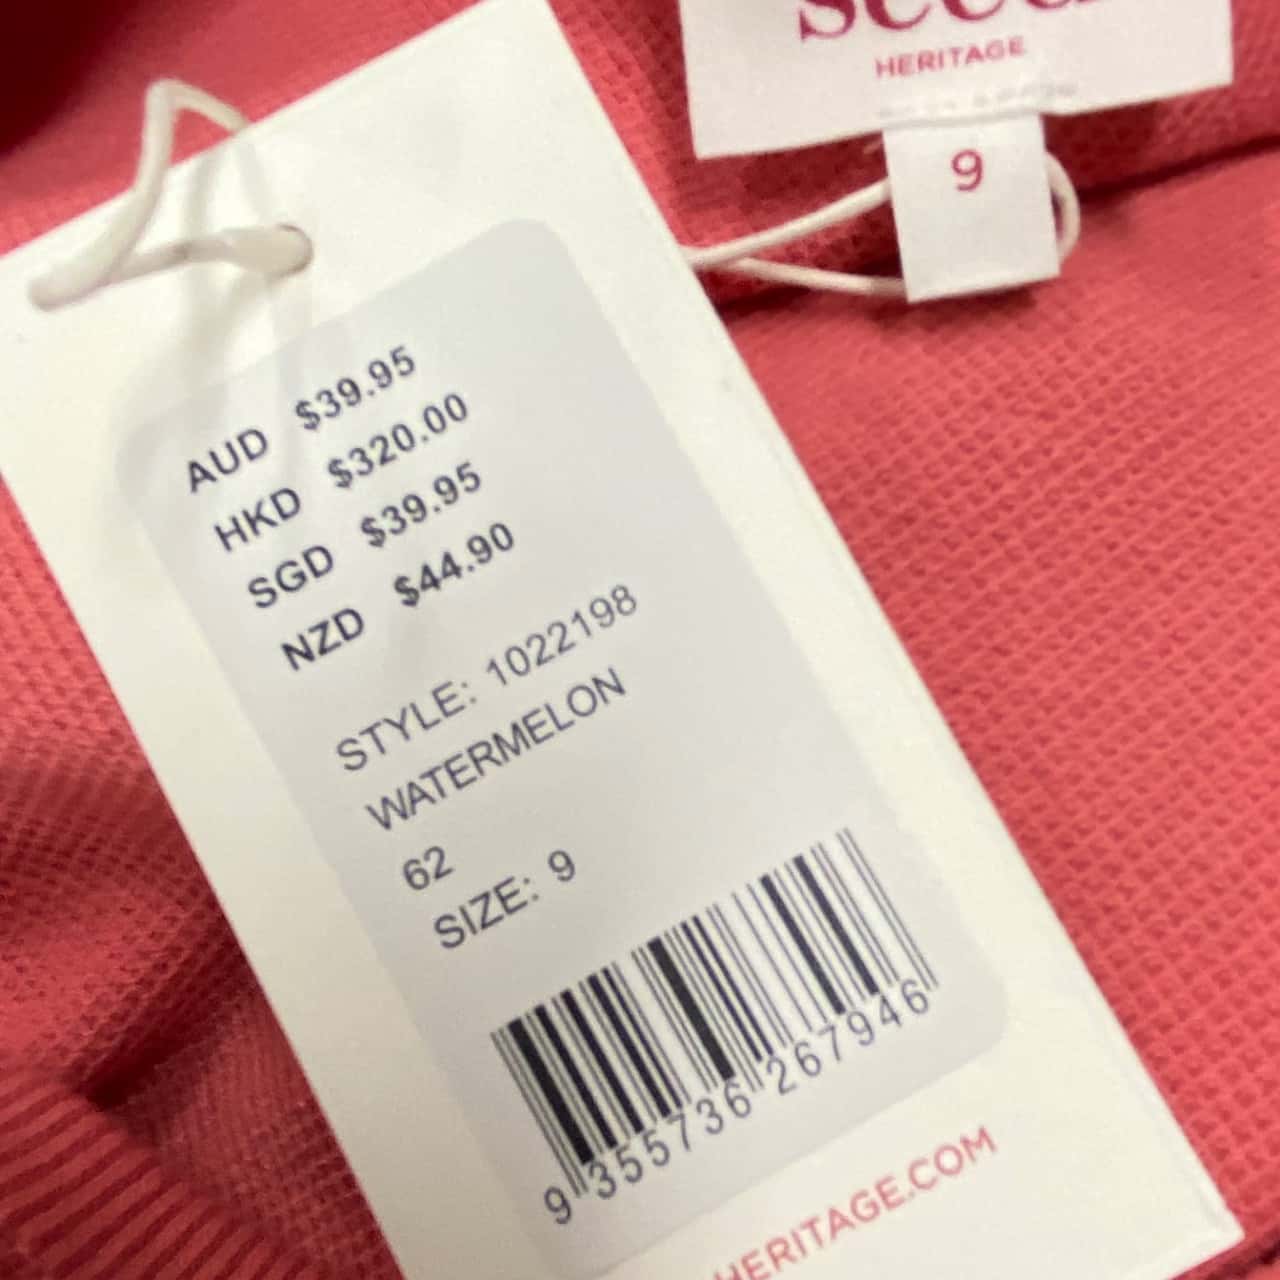 seed
HERITAGE
9
AUD $39.95
HKD $320.00
SGD $39.95
NZD $44.90
STYLE: 1022198
WATERMELON
62
SIZE: 9
9 355736 267946
HERITAGE.COM